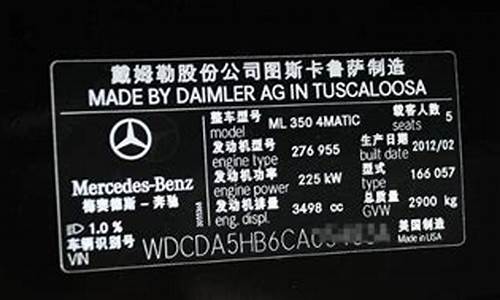 戴姆勒股份公司图斯卡鲁萨制造
MADE BY DAIMLER AG IN TUSCALOOSA
Mercedes-Benz
梅赛德斯-奔驰
1.0 %
车辆识别号
VIN
整车型号
model
ML 350 4MATIC
载客人数
seats
5
发动机型号
engine type
276 955
生产日期
built date
2012/02
发动机功率
engine power
225 kW
型式
type
166 057
发动机排量
eng. displ.
3498 cc
总质量
GVW
2900 kg
WDCDA5HB6CA
美国制造
Made in USA